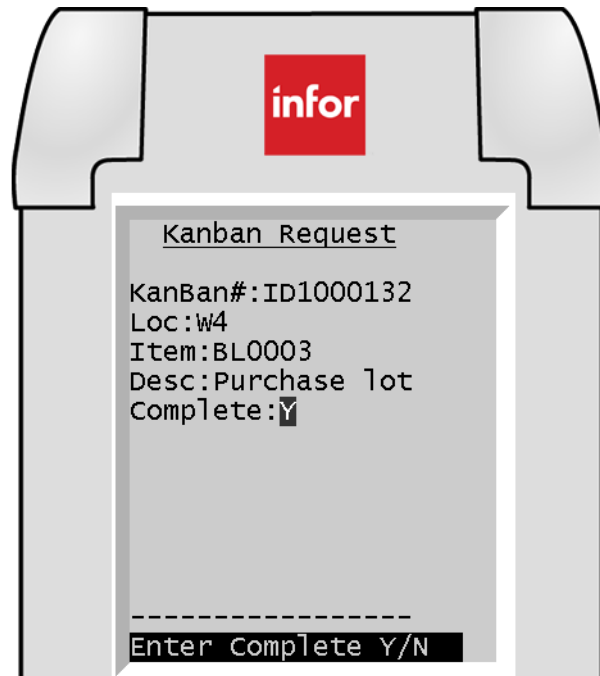 infor
Kanban Request
KanBan#:ID1000132
Loc:W4
Item:BL0003
Desc:Purchase lot
Complete:Y
-----------------
Enter Complete Y/N